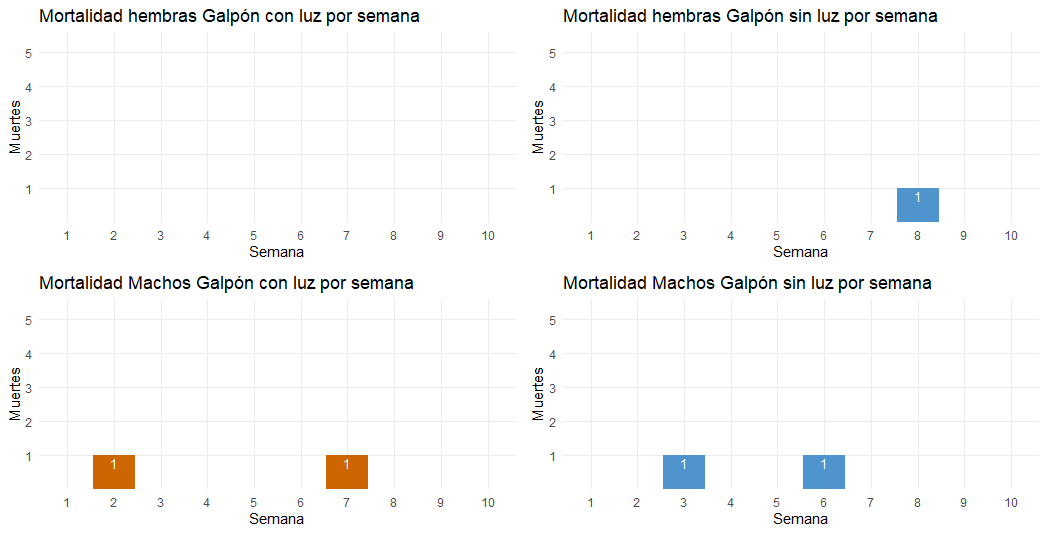 Mortalidad hembras Galpón con luz por semana
Muertes
5
4
3
2
1
1 2 3 4 5 6 7 8 9 10
Semana
Mortalidad hembras Galpón sin luz por semana
Muertes
5
4
3
2
1
1
1 2 3 4 5 6 7 8 9 10
Semana
Mortalidad Machos Galpón con luz por semana
Muertes
5
4
3
2
1
1 1
1 2 3 4 5 6 7 8 9 10
Semana
Mortalidad Machos Galpón sin luz por semana
Muertes
5
4
3
2
1
1 1
1 2 3 4 5 6 7 8 9 10
Semana